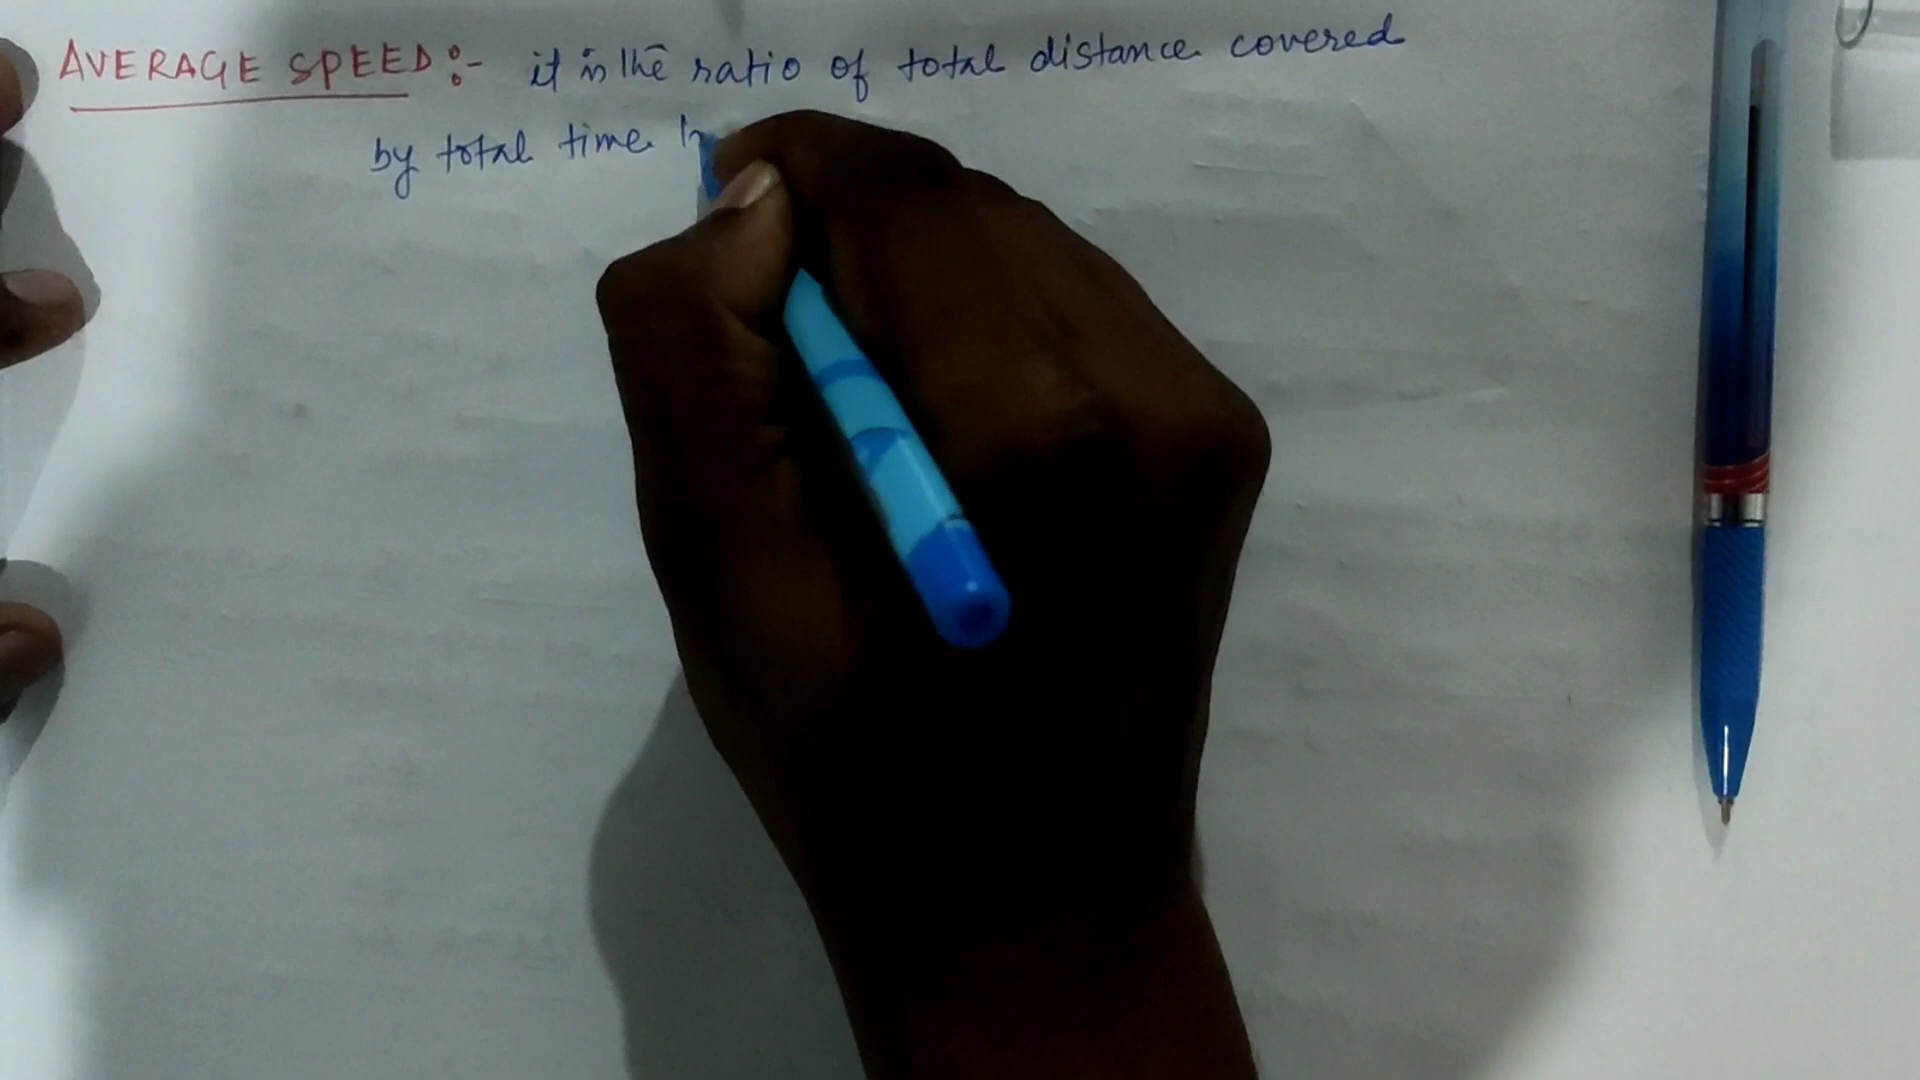 AVERAGE SPEED :- it is the ratio of total distance covered
by total time